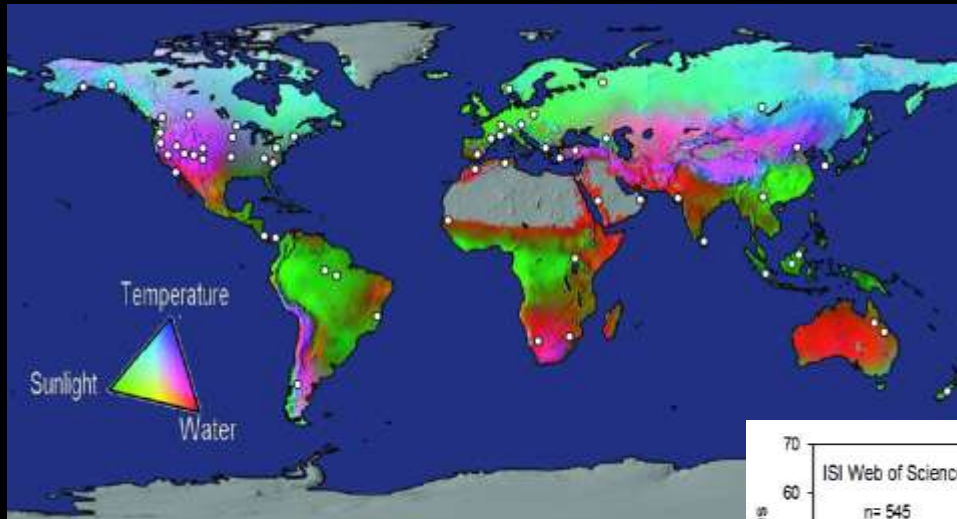 Temperature
Sunlight
Water
70
ISI Web of Science
60
n= 545